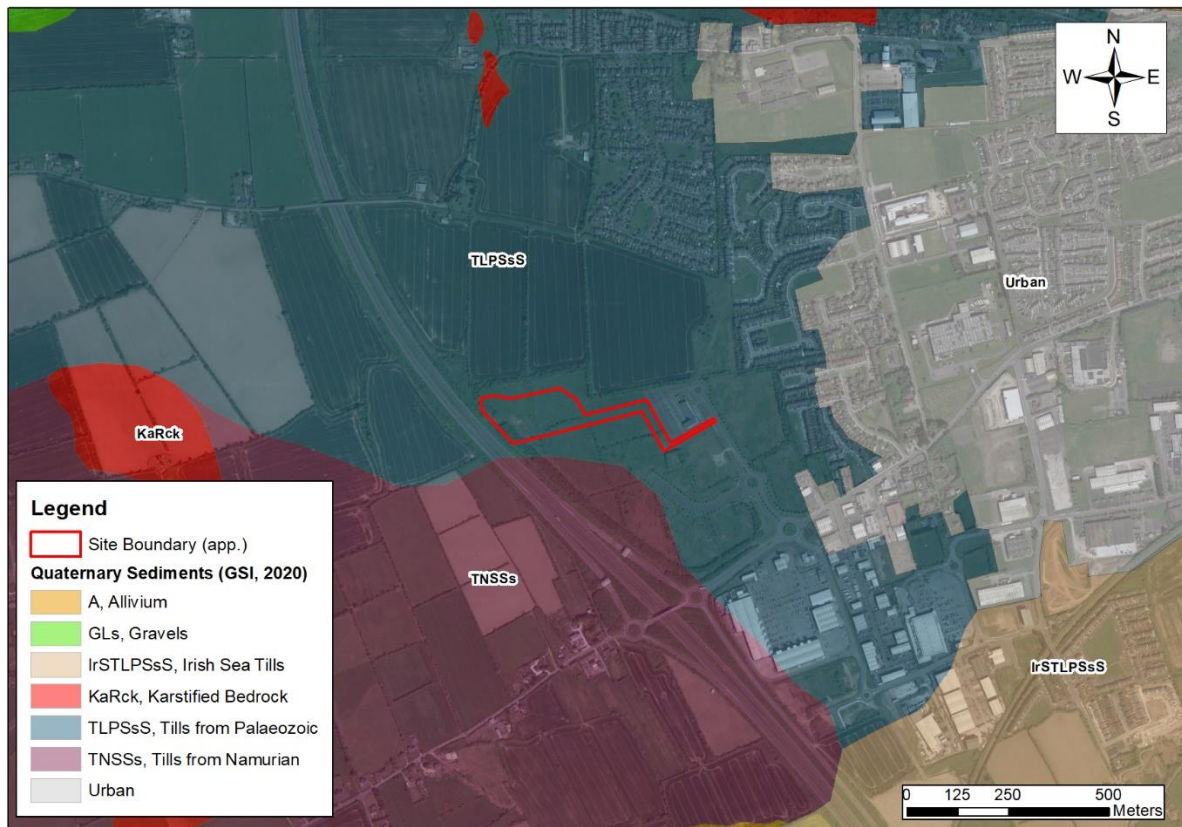 N
W E
S
TLPSsS
Urban
KaRck
TNSSs
IrSTLPSsS
Legend
Site Boundary (app.)
Quaternary Sediments (GSI, 2020)
A, Allivium
GLs, Gravels
IrSTLPSsS, Irish Sea Tills
KaRck, Karstified Bedrock
TLPSsS, Tills from Palaeozoic
TNSSs, Tills from Namurian
Urban
0 125 250 500
Meters